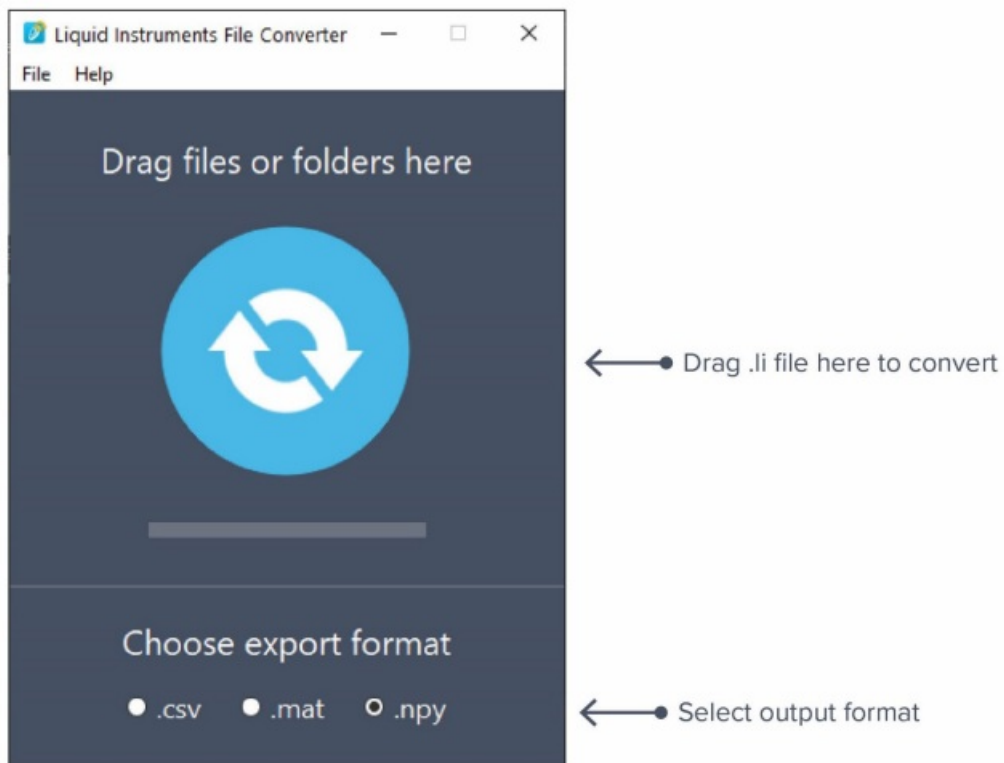 Liquid Instruments File Converter
File Help
Drag files or folders here
Drag .li file here to convert
Choose export format
.csv .mat .npy
Select output format